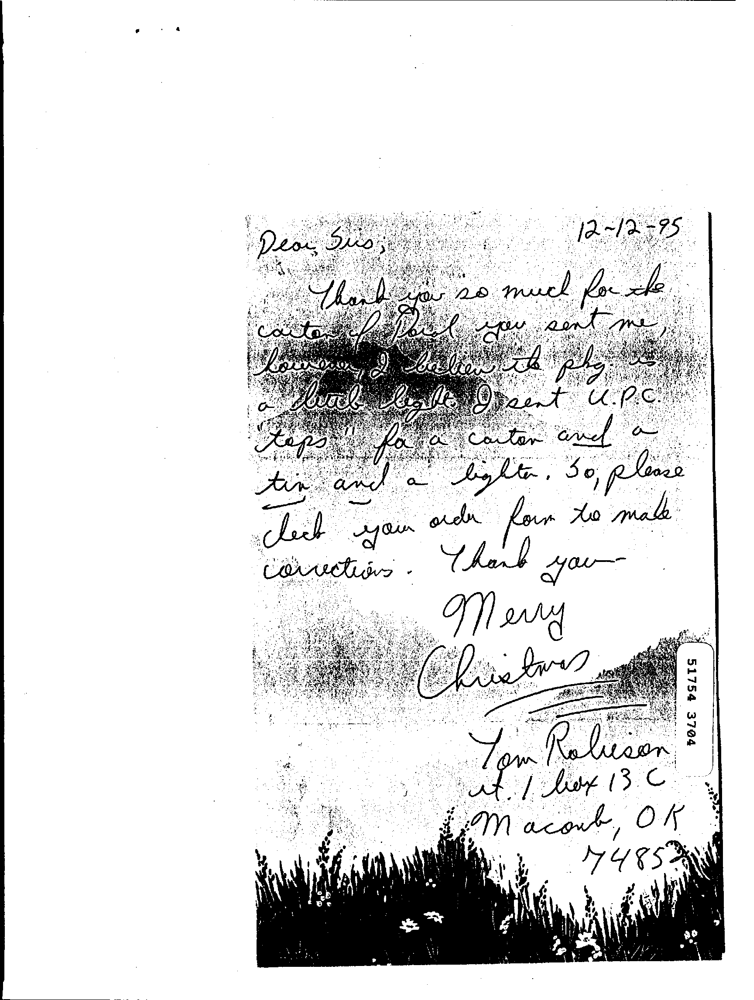 12-12-95
Dear Sirs,
Thank you so much for the
carton of you sent me,
however, I believe the pkg is
a little light. I sent U.P.C.
"tops" for a carton and a
tin and a lighter. So, please
check your order form to make
corrections. Thank you-
Merry
Christmas
Tom Robieson
rt. 1 box 13 C
Macomb, OK
74852
51754 3704